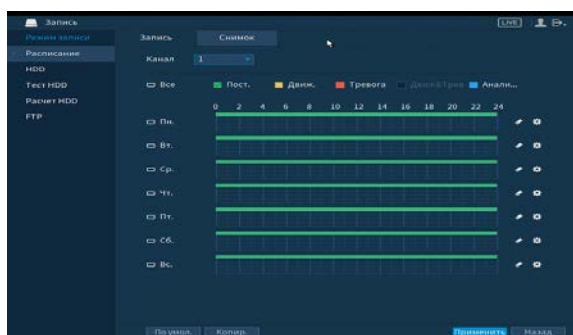 Запись
LIVE
Режим записи
Расписание
HDD
Тест HDD
Расчет HDD
FTP
Запись Снимок
Канал 1
Все Пост. Движ. Тревога Движ&Трев Анали...
0 2 4 6 8 10 12 14 16 18 20 22 24
Пн.
Вт.
Ср.
Чт.
Пт.
Сб.
Вс.
По умол. Копир. Применить Назад